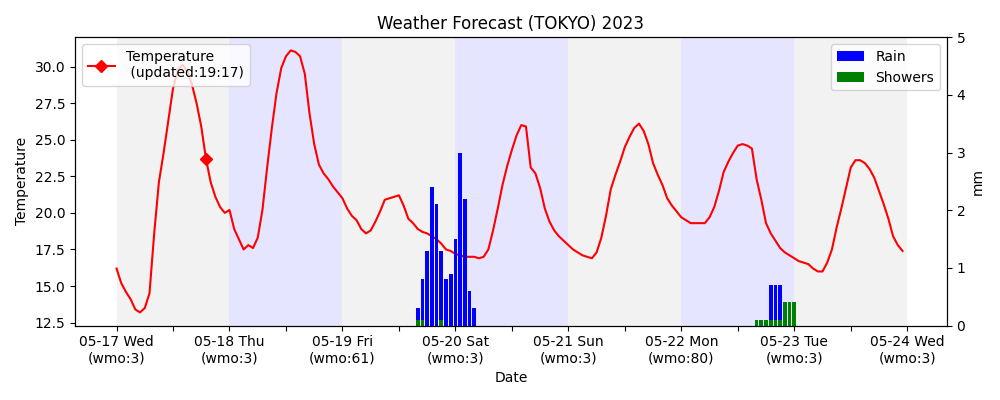 Weather Forecast (TOKYO) 2023
Temperature
(updated:19:17)
Rain
Showers
Temperature
30.0
27.5
25.0
22.5
20.0
17.5
15.0
12.5
5
4
3
2
1
0
mm
05-17 Wed
(wmo:3)
05-18 Thu
(wmo:3)
05-19 Fri
(wmo:61)
05-20 Sat
(wmo:3)
05-21 Sun
(wmo:3)
05-22 Mon
(wmo:80)
05-23 Tue
(wmo:3)
05-24 Wed
(wmo:3)
Date